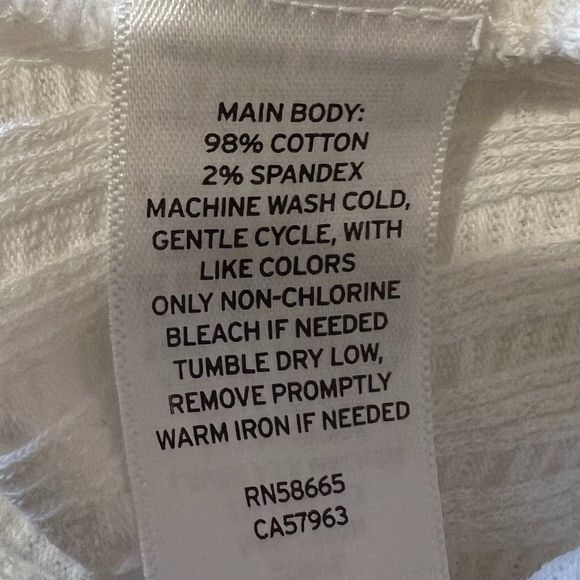 MAIN BODY:
98% COTTON
2% SPANDEX
MACHINE WASH COLD,
GENTLE CYCLE, WITH
LIKE COLORS
ONLY NON-CHLORINE
BLEACH IF NEEDED
TUMBLE DRY LOW,
REMOVE PROMPTLY
WARM IRON IF NEEDED
RN58665
CA57963